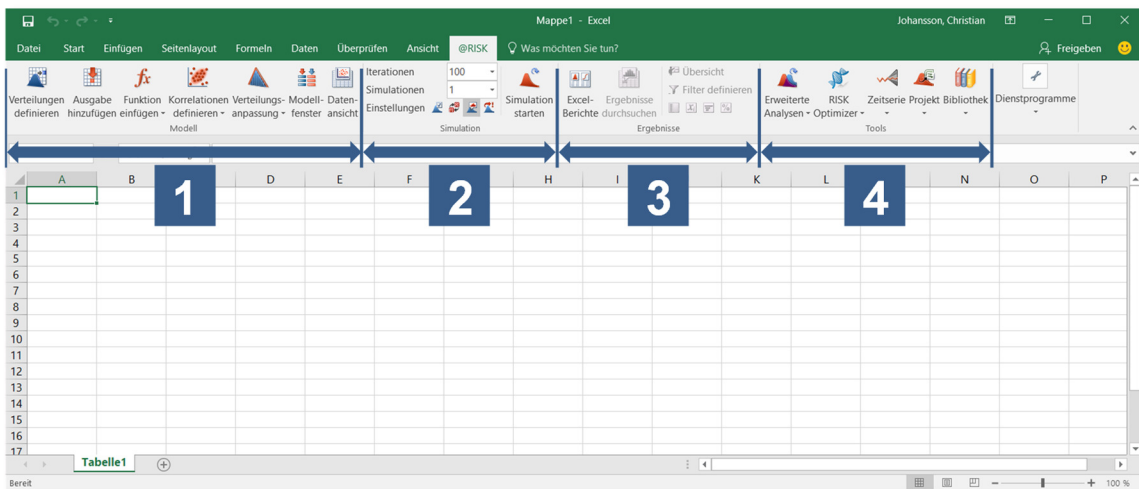 Mappe1 - Excel
Johansson, Christian
Datei Start Einfügen Seitenlayout Formeln Daten Überprüfen Ansicht @RISK Was möchten Sie tun? Freigeben
Verteilungen definieren
Ausgabe hinzufügen
Funktion einfügen
Korrelationen definieren
Verteilungs-anpassung
Modell-fenster
Daten-ansicht
Modell
Iterationen 100
Simulationen 1
Einstellungen
Simulation starten
Simulation
Excel-Berichte
Ergebnisse durchsuchen
Übersicht
Filter definieren
Ergebnisse
Erweiterte Analysen
RISK Optimizer
Zeitserie
Projekt
Bibliothek
Tools
Dienstprogramme
1 2 3 4
A B D E F H I K L N O P
1
2
3
4
5
6
7
8
9
10
11
12
13
14
15
16
17
Tabelle1
Bereit
100 %